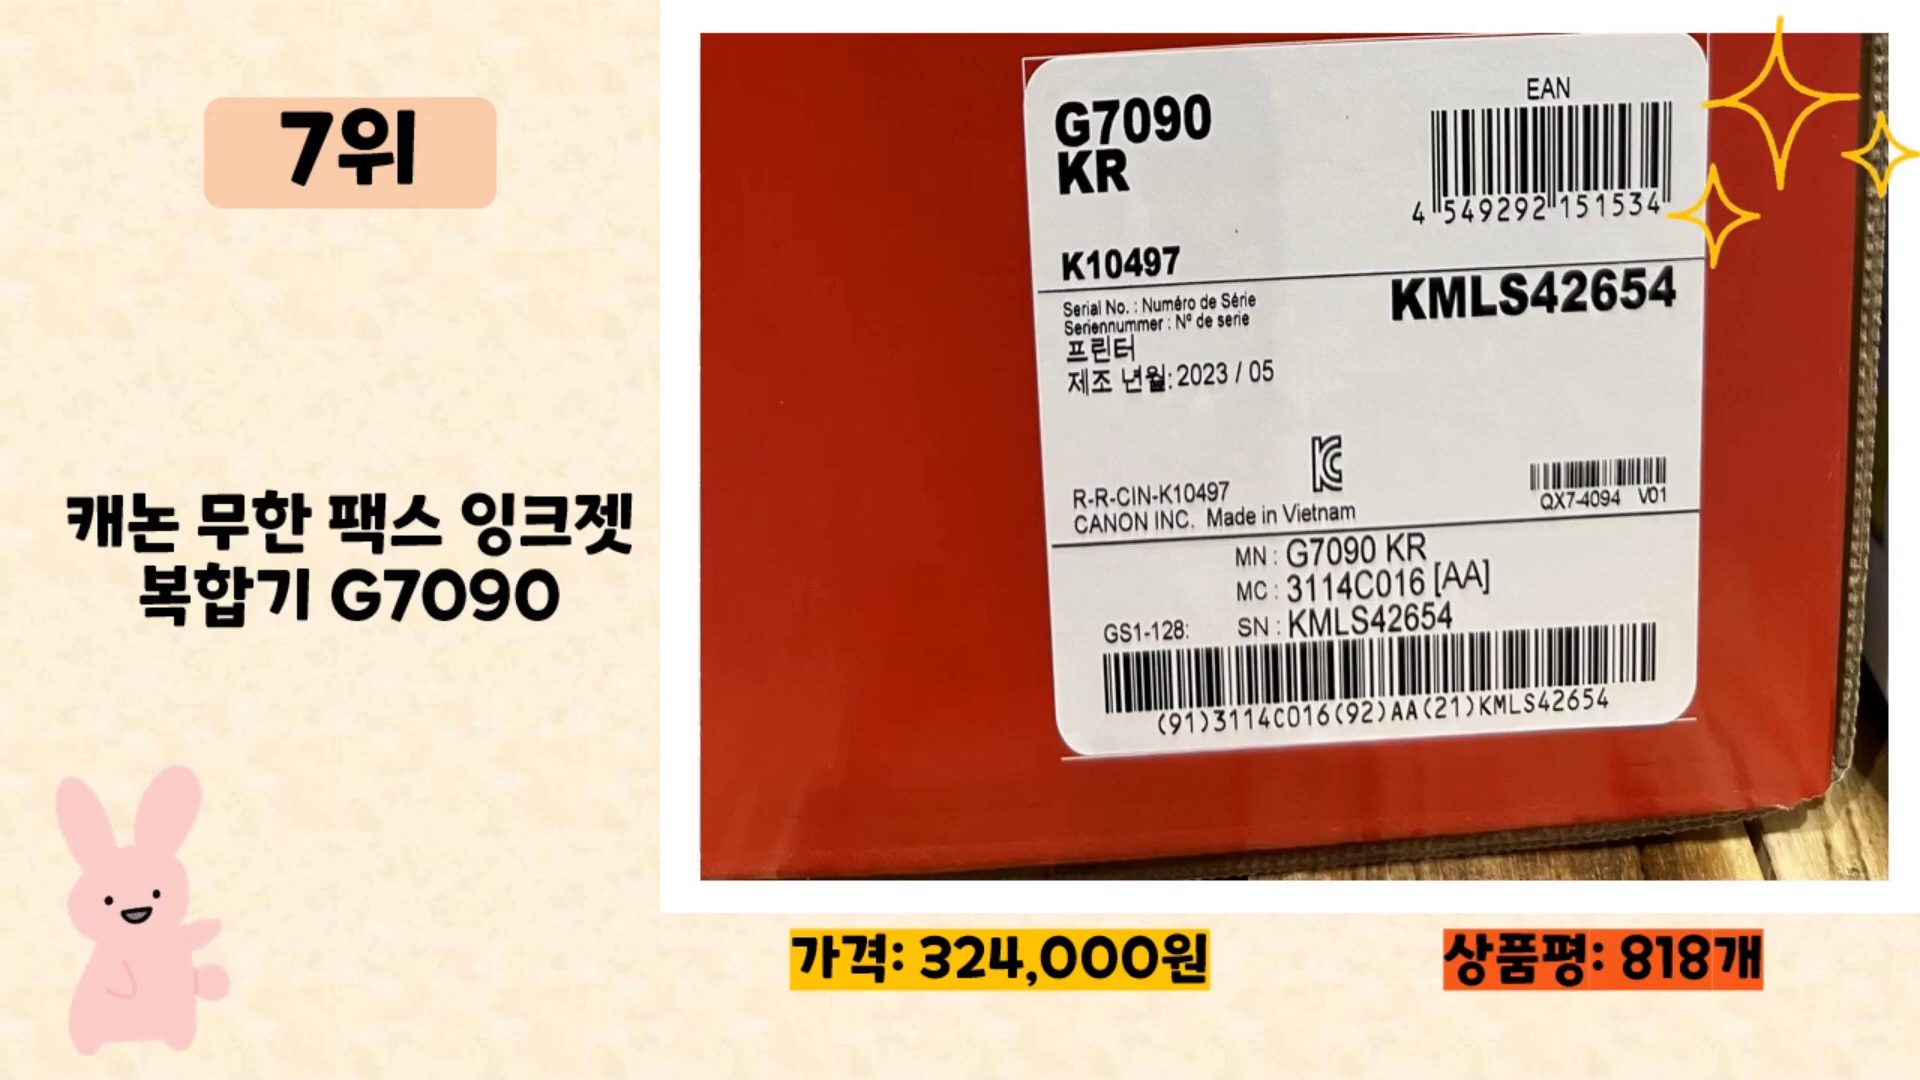 7위
캐논 무한 팩스 잉크젯
복합기 G7090
G7090
KR
EAN
4 549292 151534
K10497
KMLS42654
Serial No. : Numéro de Série
Seriennummer : Nº de serie
프린터
제조 년월: 2023 / 05
R-R-CIN-K10497
CANON INC. Made in Vietnam
QX7-4094 V01
MN : G7090 KR
MC : 3114C016 [AA]
GS1-128: SN : KMLS42654
(91)3114C016(92)AA(21)KMLS42654
가격: 324,000원
상품평: 818개